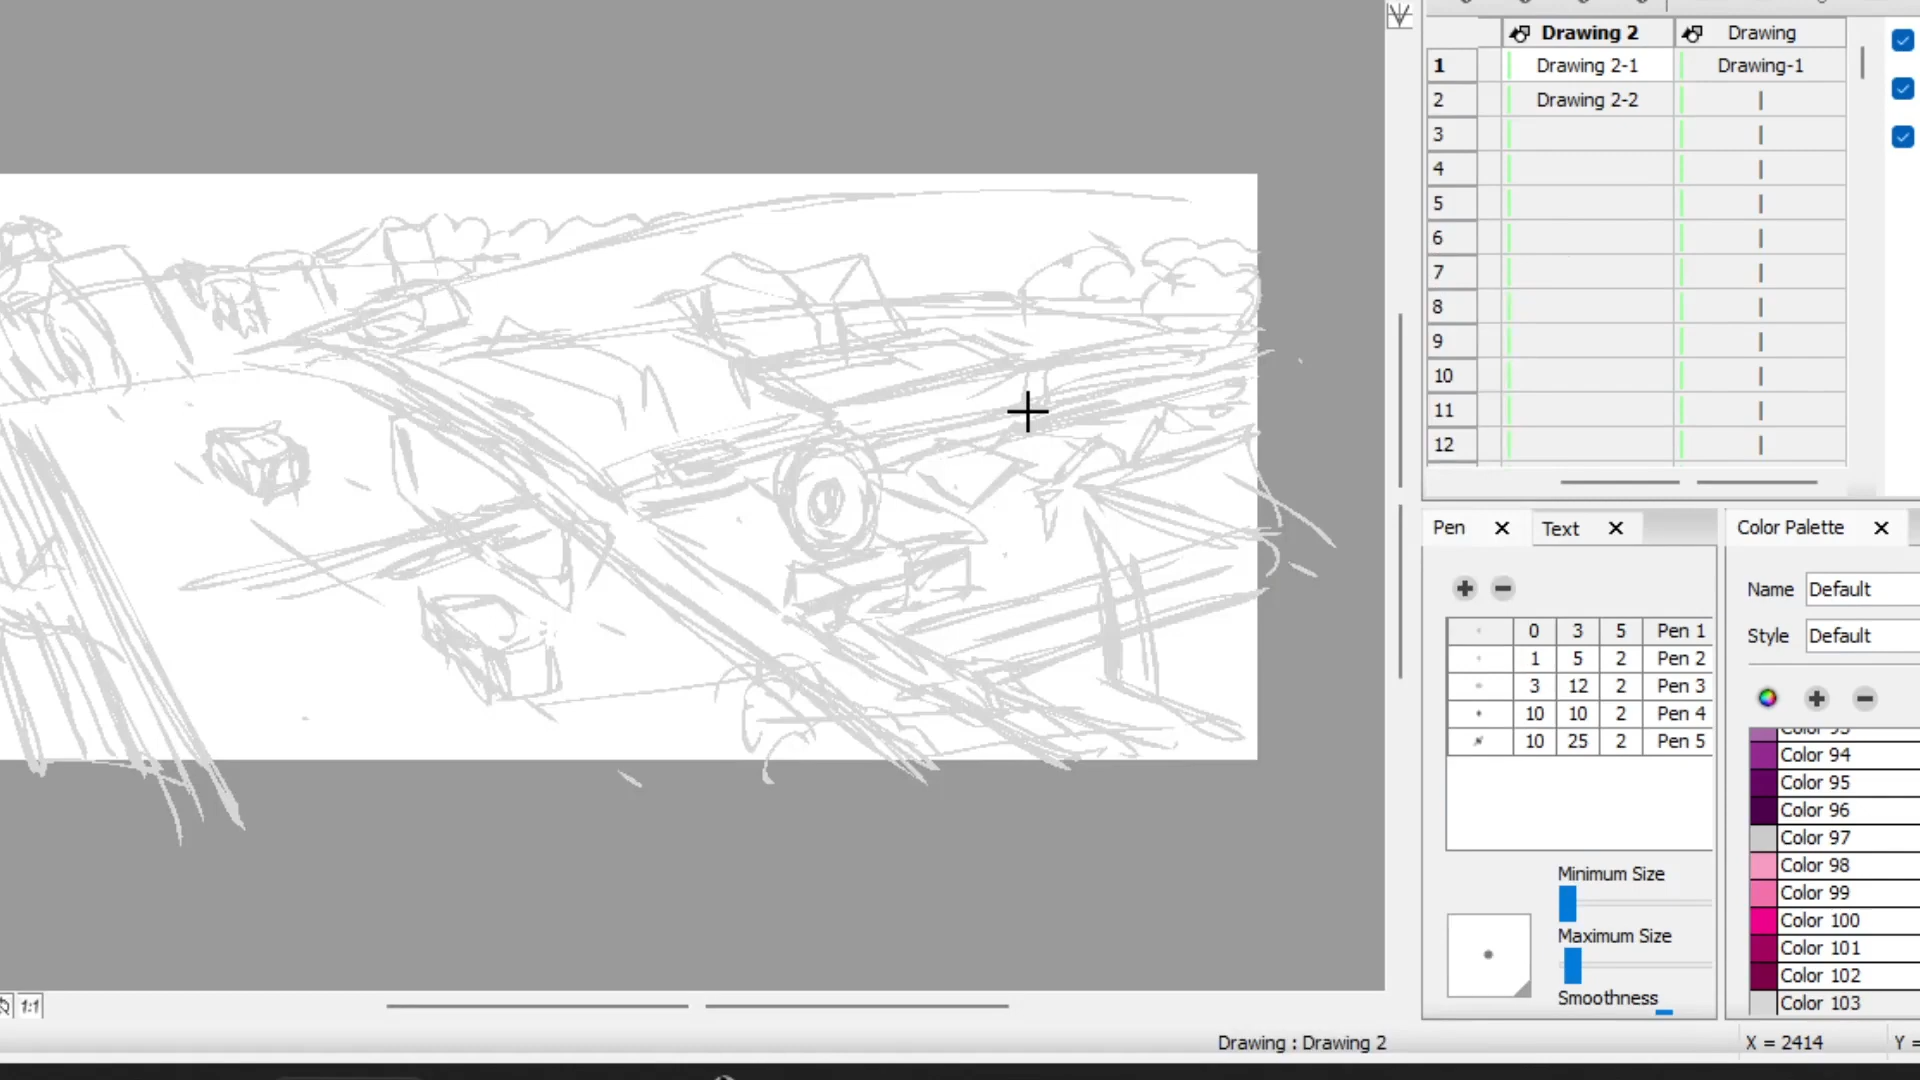 Drawing 2 Drawing
1 Drawing 2-1 Drawing-1
2 Drawing 2-2
3
4
5
6
7
8
9
10
11
12
Pen Text Color Palette
Name Default
Style Default
0 3 5 Pen 1
1 5 2 Pen 2
3 12 2 Pen 3
10 10 2 Pen 4
10 25 2 Pen 5
Color 93
Color 94
Color 95
Color 96
Color 97
Color 98
Color 99
Color 100
Color 101
Color 102
Color 103
Minimum Size
Maximum Size
Smoothness
1:1
Drawing : Drawing 2
X = 2414
Y =